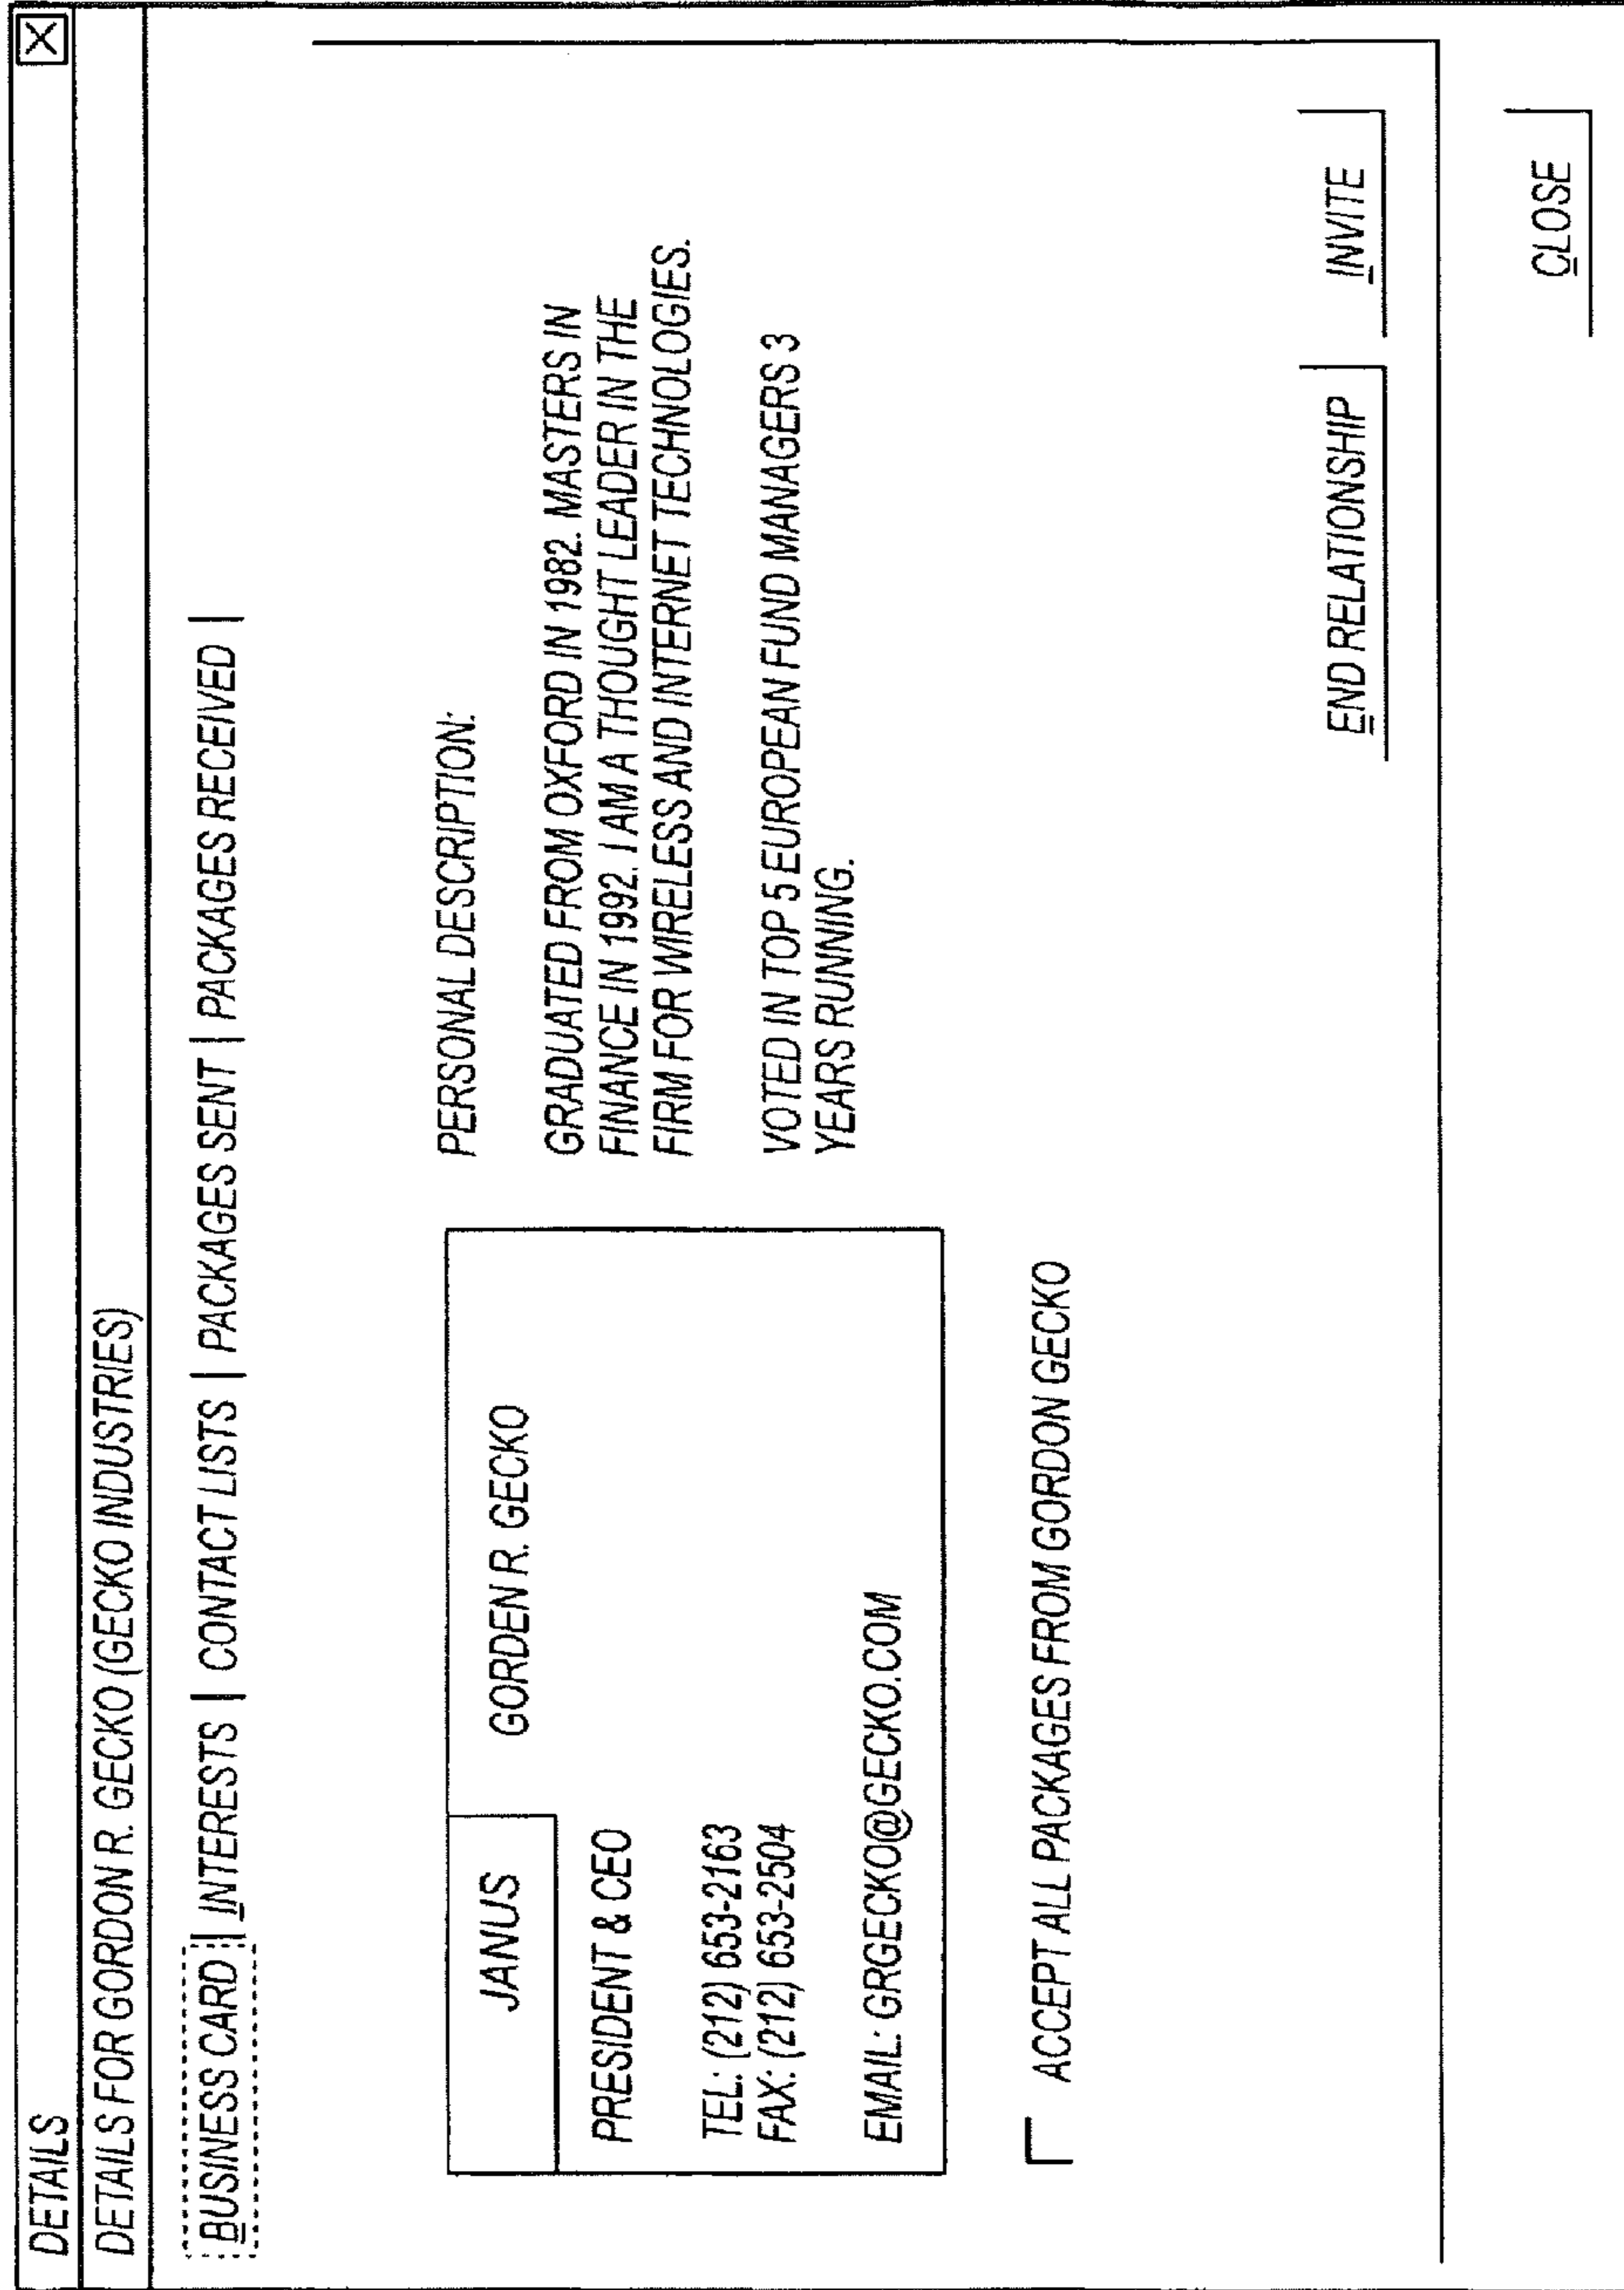 DETAILS
DETAILS FOR GORDON R. GECKO (GECKO INDUSTRIES)
BUSINESS CARD | INTERESTS | CONTACT LISTS | PACKAGES SENT | PACKAGES RECEIVED |
JANUS
GORDEN R. GECKO
PRESIDENT & CEO
TEL: (212) 653-2163
FAX: (212) 653-2504
EMAIL: GRGECKO@GECKO.COM
ACCEPT ALL PACKAGES FROM GORDON GECKO
PERSONAL DESCRIPTION:
GRADUATED FROM OXFORD IN 1982. MASTERS IN
FINANCE IN 1992. I AM A THOUGHT LEADER IN THE
FIRM FOR WIRELESS AND INTERNET TECHNOLOGIES.
VOTED IN TOP 5 EUROPEAN FUND MANAGERS 3
YEARS RUNNING.
END RELATIONSHIP
INVITE
CLOSE